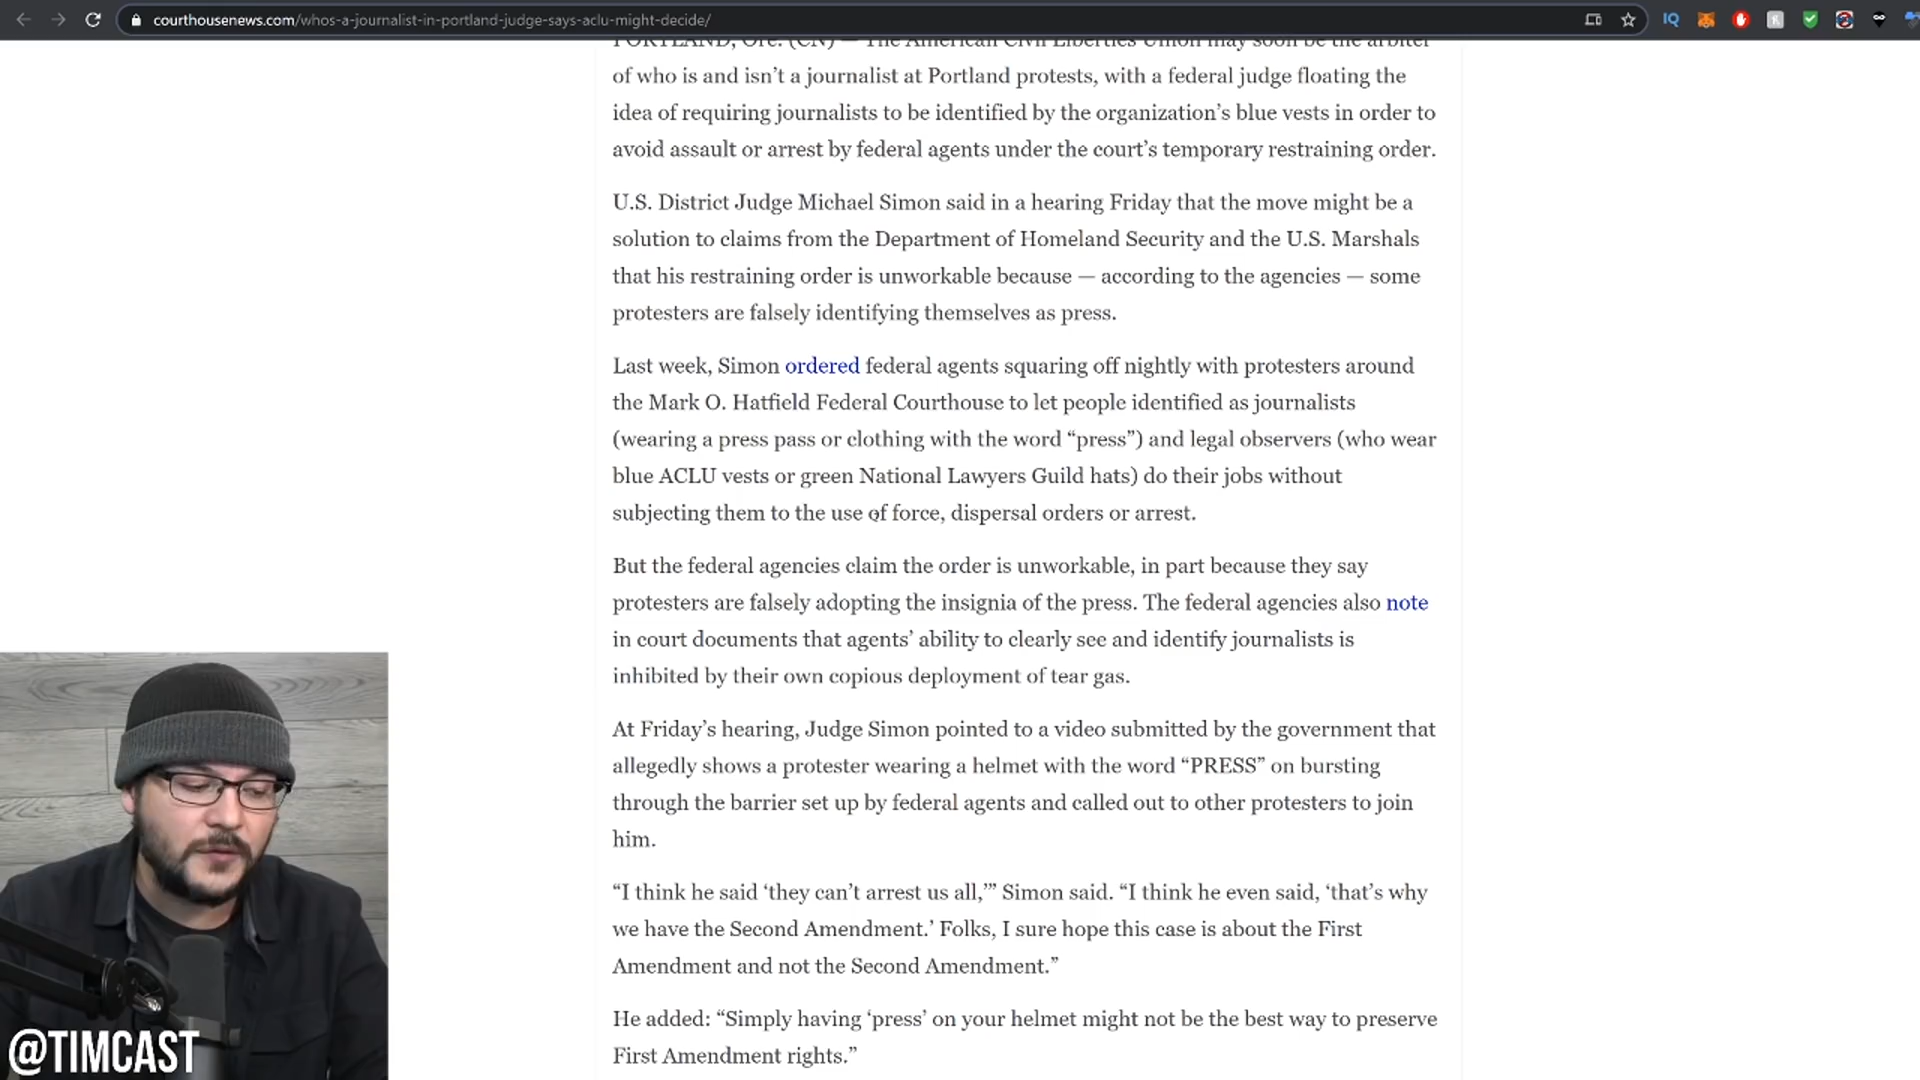 courthousenews.com/whos-a-journalist-in-portland-judge-says-aclu-might-decide/
IQ
PORTLAND, Ore. (CN) — The American Civil Liberties Union may soon be the arbiter
of who is and isn’t a journalist at Portland protests, with a federal judge floating the
idea of requiring journalists to be identified by the organization’s blue vests in order to
avoid assault or arrest by federal agents under the court’s temporary restraining order.
U.S. District Judge Michael Simon said in a hearing Friday that the move might be a
solution to claims from the Department of Homeland Security and the U.S. Marshals
that his restraining order is unworkable because — according to the agencies — some
protesters are falsely identifying themselves as press.
Last week, Simon ordered federal agents squaring off nightly with protesters around
the Mark O. Hatfield Federal Courthouse to let people identified as journalists
(wearing a press pass or clothing with the word “press”) and legal observers (who wear
blue ACLU vests or green National Lawyers Guild hats) do their jobs without
subjecting them to the use of force, dispersal orders or arrest.
But the federal agencies claim the order is unworkable, in part because they say
protesters are falsely adopting the insignia of the press. The federal agencies also note
in court documents that agents’ ability to clearly see and identify journalists is
inhibited by their own copious deployment of tear gas.
At Friday’s hearing, Judge Simon pointed to a video submitted by the government that
allegedly shows a protester wearing a helmet with the word “PRESS” on bursting
through the barrier set up by federal agents and called out to other protesters to join
him.
“I think he said ‘they can’t arrest us all,’” Simon said. “I think he even said, ‘that’s why
we have the Second Amendment.’ Folks, I sure hope this case is about the First
Amendment and not the Second Amendment.”
He added: “Simply having ‘press’ on your helmet might not be the best way to preserve
First Amendment rights.”
@TIMCAST